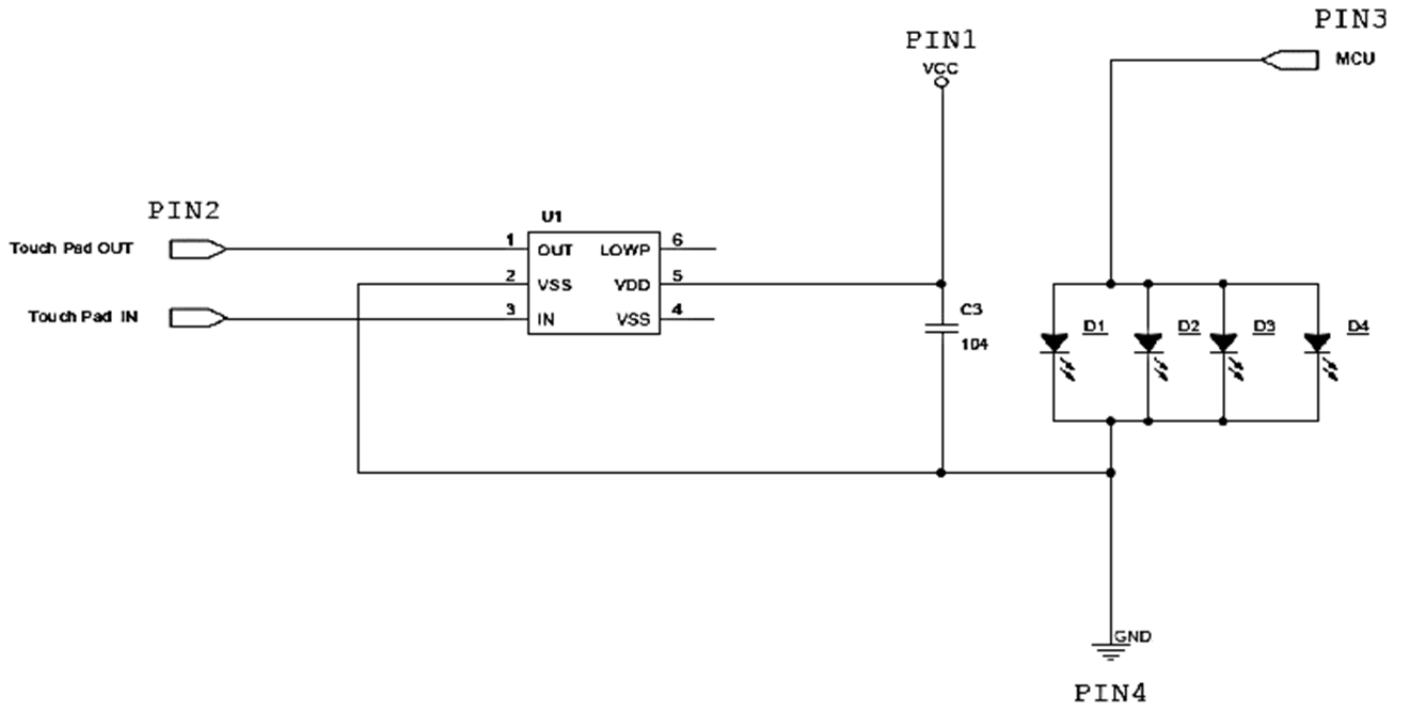 PIN3
MCU
PIN1
VCC
PIN2
Touch Pad OUT
Touch Pad IN
U1
1 OUT LOWP 6
2 VSS VDD 5
3 IN VSS 4
C3
104
D1 D2 D3 D4
GND
PIN4